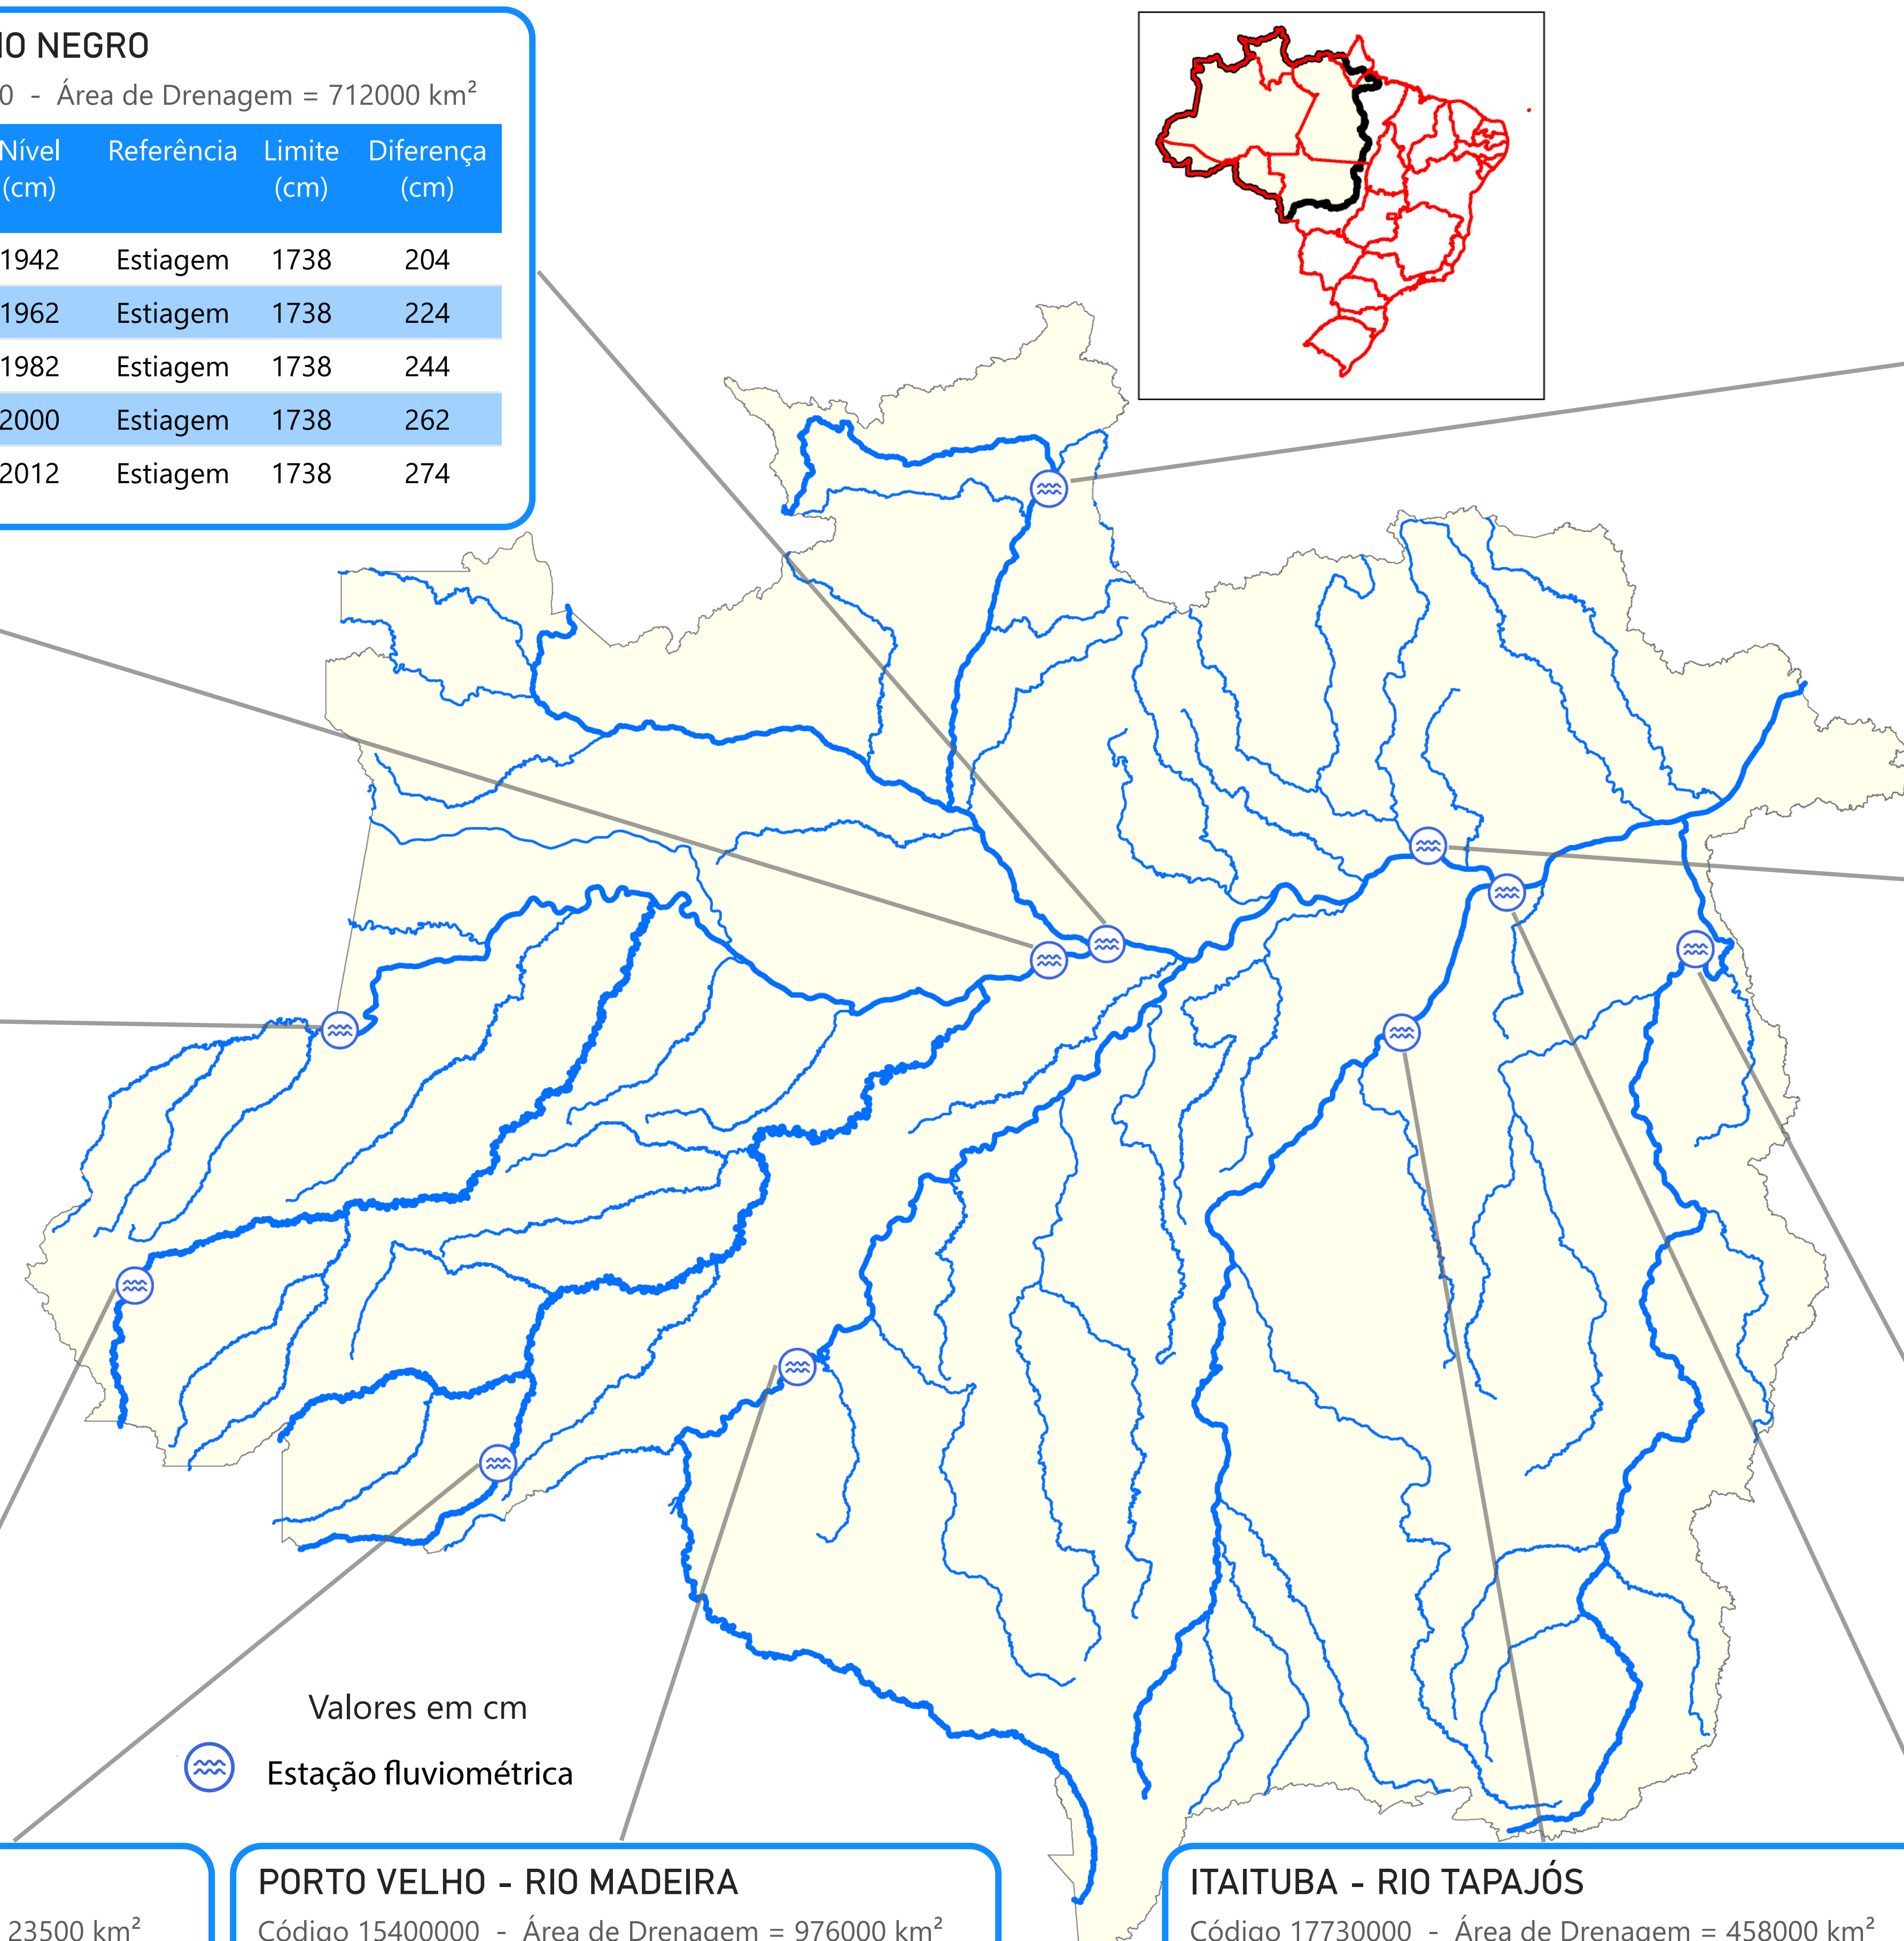 NEGRO
0 - Área de Drenagem = 712000 km²
Nível (cm) Referência Limite (cm) Diferença (cm)
1942 Estiagem 1738 204
1962 Estiagem 1738 224
1982 Estiagem 1738 244
2000 Estiagem 1738 262
2012 Estiagem 1738 274
Valores em cm
Estação fluviométrica
23500 km²
PORTO VELHO - RIO MADEIRA
Código 15400000 - Área de Drenagem = 976000 km²
ITAITUBA - RIO TAPAJÓS
Código 17730000 - Área de Drenagem = 458000 km²